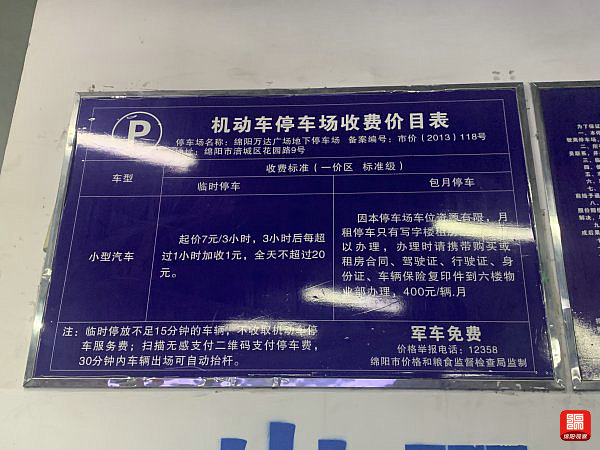 机动车停车场收费价目表
停车场名称：绵阳万达广场地下停车场 备案编号：市价（2013）118号
地址：绵阳市涪城区花园路9号
P
车型
收费标准（一价区 标准级）
临时停车
包月停车
小型汽车
起价7元/3小时，3小时后每超
过1小时加收1元，全天不超过20
元。
因本停车场车位资源有限，月
租停车只有写字楼租
以办理，办理时请携带购买或
租房合同、驾驶证、行驶证、身
份证、车辆保险复印件到六楼物
业部办理，400元/辆.月
注：临时停放不足15分钟的车辆，不收取机动车停
车服务费；扫描无感支付二维码支付停车费，
30分钟内车辆出场可自动抬杆。
军车免费
价格举报电话：12358
绵阳市价格和粮食监督检查局监制
为了保证
绵阳观察